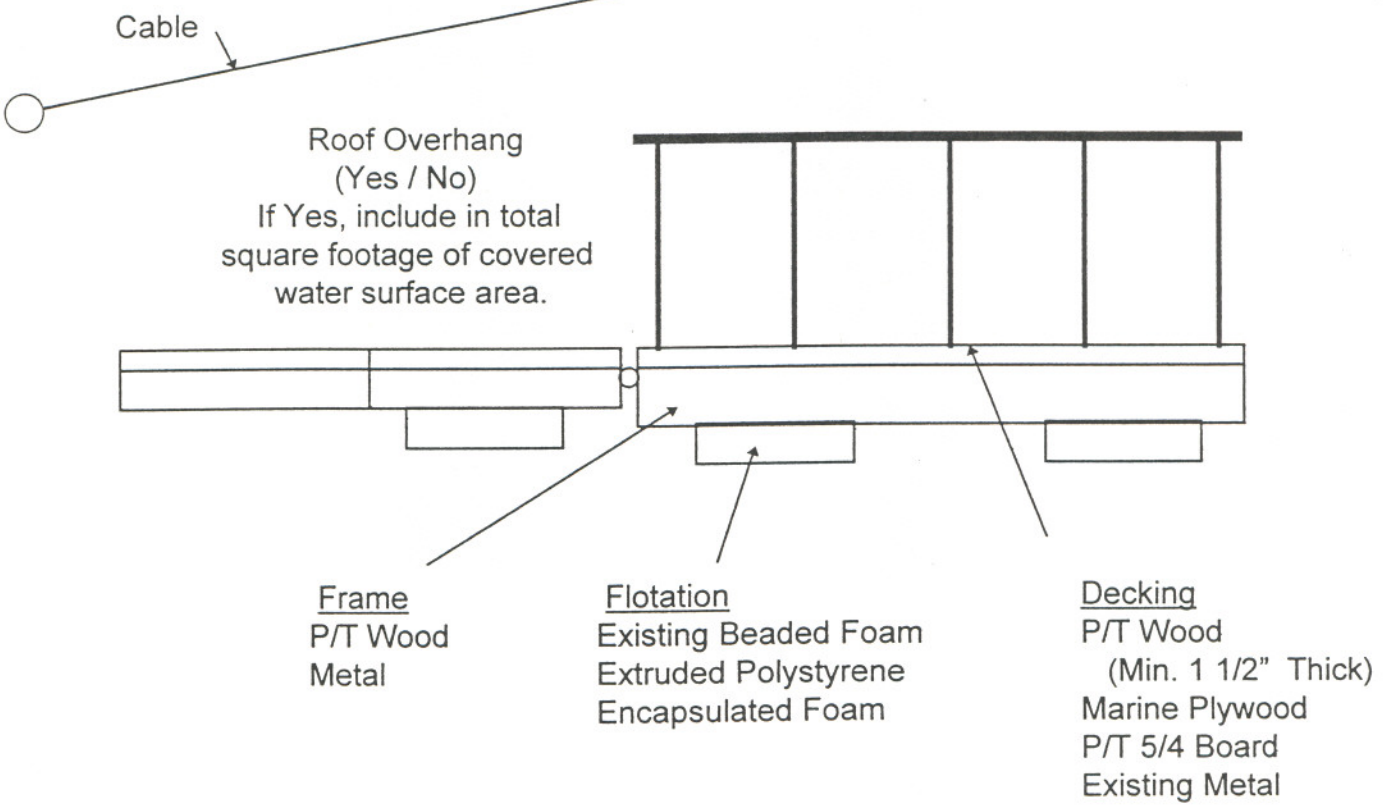 Cable
Roof Overhang
(Yes / No)
If Yes, include in total
square footage of covered
water surface area.
Frame
P/T Wood
Metal
Flotation
Existing Beaded Foam
Extruded Polystyrene
Encapsulated Foam
Decking
P/T Wood
(Min. 1 1/2" Thick)
Marine Plywood
P/T 5/4 Board
Existing Metal